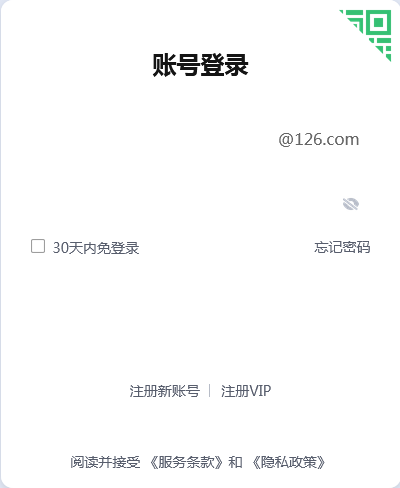 账号登录
@126.com
30天内免登录 忘记密码
注册新账号 | 注册VIP
阅读并接受 《服务条款》和 《隐私政策》